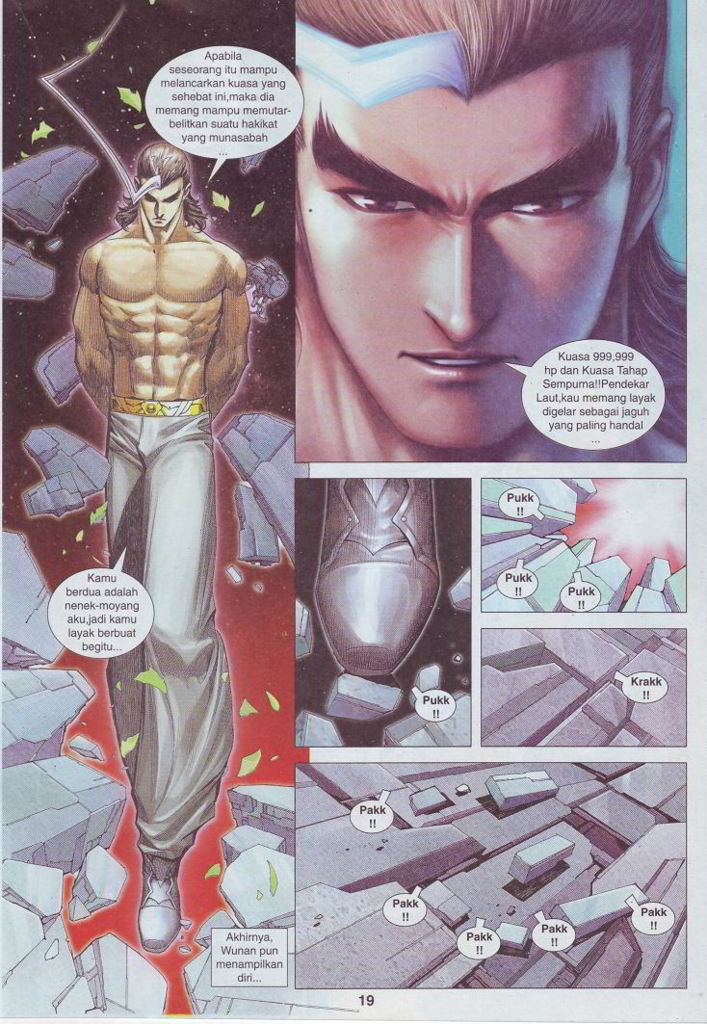 Apabila
seseorang itu mampu
melancarkan kuasa yang
sehebat ini,maka dia
memang mampu memutar-
belitkan suatu hakikat
yang munasabah
...
Kuasa 999,999
hp dan Kuasa Tahap
Sempurna!!Pendekar
Laut,kau memang layak
digelar sebagai jaguh
yang paling handal
...
Kamu
berdua adalah
nenek-moyang
aku,jadi kamu
layak berbuat
begitu...
Pukk
!!
Pukk
!!
Pukk
!!
Pukk
!!
Krakk
!!
Pakk
!!
Pakk
!!
Pakk
!!
Pakk
!!
Pakk
!!
Akhirnya,
Wunan pun
menampilkan
diri...
19